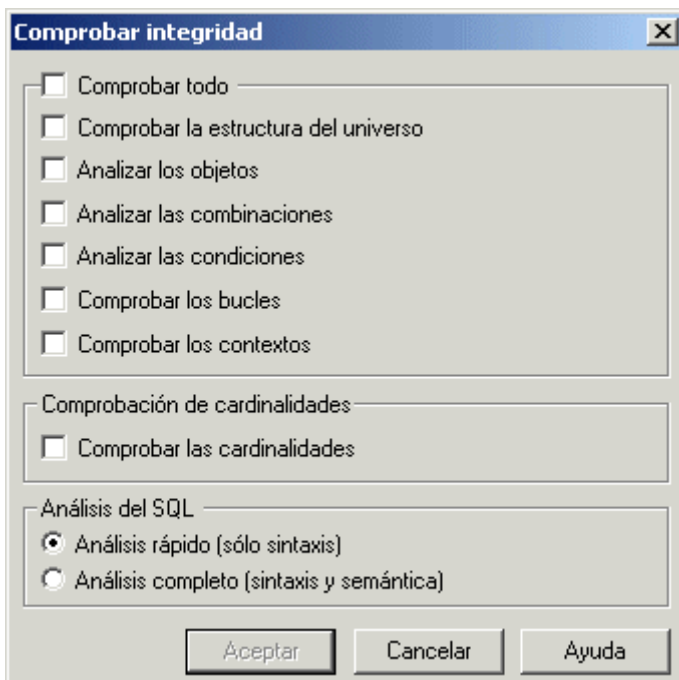 Comprobar integridad
Comprobar todo
Comprobar la estructura del universo
Analizar los objetos
Analizar las combinaciones
Analizar las condiciones
Comprobar los bucles
Comprobar los contextos
Comprobación de cardinalidades
Comprobar las cardinalidades
Análisis del SQL
Análisis rápido (sólo sintaxis)
Análisis completo (sintaxis y semántica)
Aceptar Cancelar Ayuda